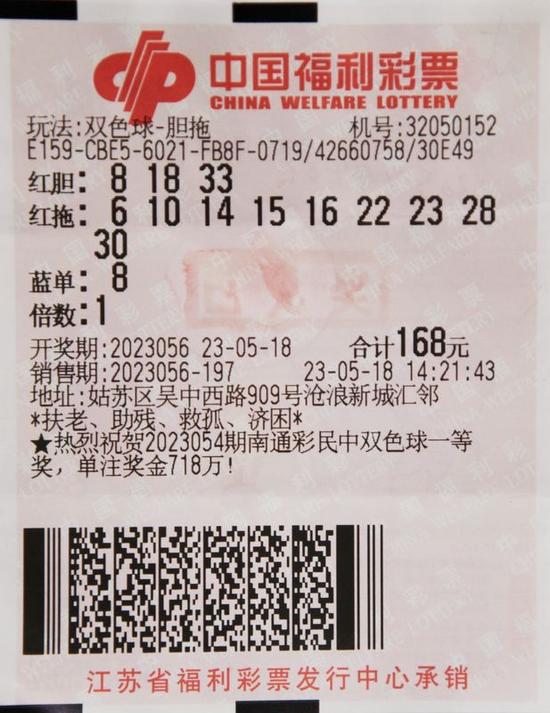 中国福利彩票
CHINA WELFARE LOTTERY
玩法:双色球-胆拖 机号:32050152
E159-CBE5-6021-FB8F-0719/42660758/30E49
红胆: 8 18 33
红拖: 6 10 14 15 16 22 23 28
30
蓝单: 8
倍数:1
开奖期:2023056 23-05-18 合计168元
销售期:2023056-197 23-05-18 14:21:43
地址:姑苏区吴中西路909号沧浪新城汇邻
*扶老、助残、救孤、济困*
★热烈祝贺2023054期南通彩民中双色球一等
奖，单注奖金718万!
江苏省福利彩票发行中心承销